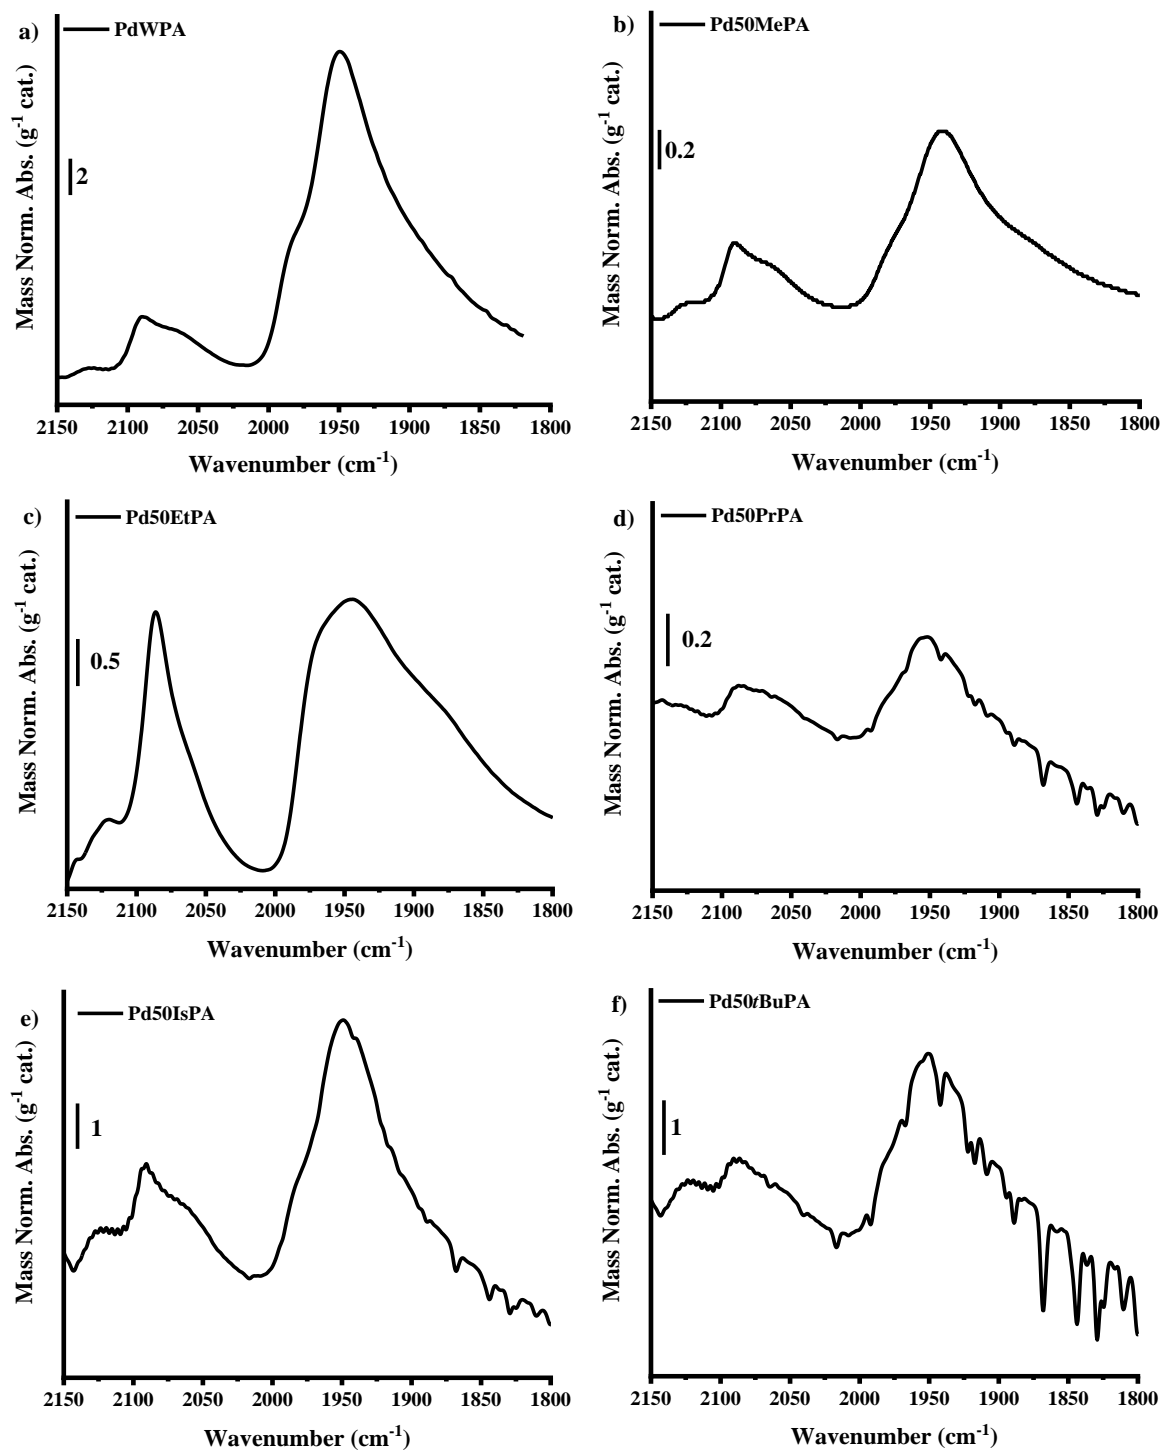 a) PdWPA
Mass Norm. Abs. (g-1 cat.)
2
2150 2100 2050 2000 1950 1900 1850 1800
Wavenumber (cm-1)
b) Pd50MePA
Mass Norm. Abs. (g-1 cat.)
0.2
2150 2100 2050 2000 1950 1900 1850 1800
Wavenumber (cm-1)
c) Pd50EtPA
Mass Norm. Abs. (g-1 cat.)
0.5
2150 2100 2050 2000 1950 1900 1850 1800
Wavenumber (cm-1)
d) Pd50PrPA
Mass Norm. Abs. (g-1 cat.)
0.2
2150 2100 2050 2000 1950 1900 1850 1800
Wavenumber (cm-1)
e) Pd50IsPA
Mass Norm. Abs. (g-1 cat.)
1
2150 2100 2050 2000 1950 1900 1850 1800
Wavenumber (cm-1)
f) Pd50tBuPA
Mass Norm. Abs. (g-1 cat.)
1
2150 2100 2050 2000 1950 1900 1850 1800
Wavenumber (cm-1)